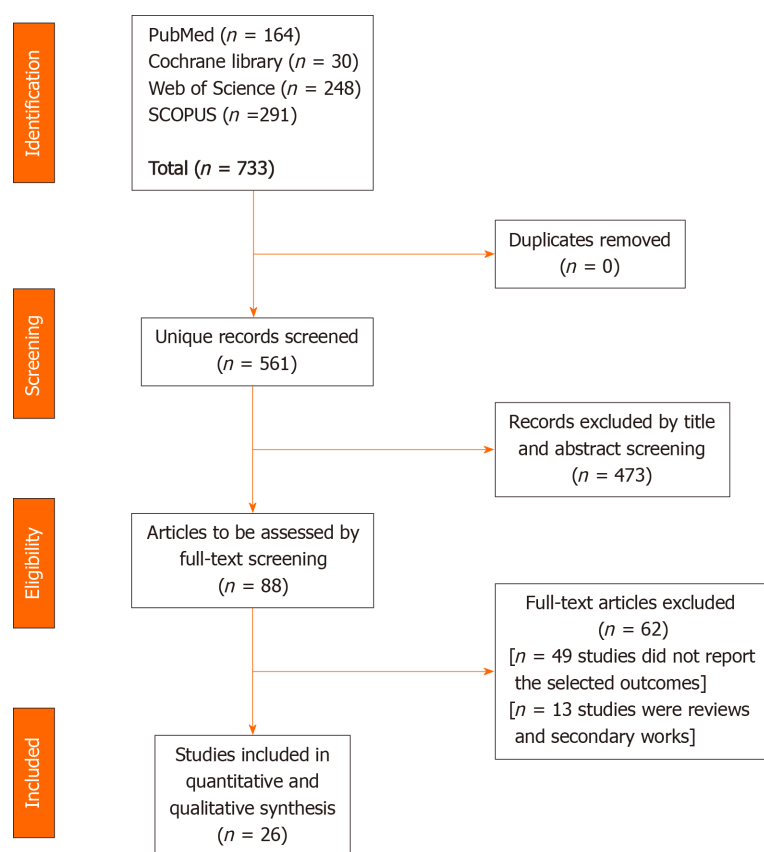 Identification
PubMed (n = 164)
Cochrane library (n = 30)
Web of Science (n = 248)
SCOPUS (n =291)
Total (n = 733)
Duplicates removed
(n = 0)
Screening
Unique records screened
(n = 561)
Records excluded by title
and abstract screening
(n = 473)
Eligibility
Articles to be assessed by
full-text screening
(n = 88)
Full-text articles excluded
(n = 62)
[n = 49 studies did not report
the selected outcomes]
[n = 13 studies were reviews
and secondary works]
Included
Studies included in
quantitative and
qualitative synthesis
(n = 26)